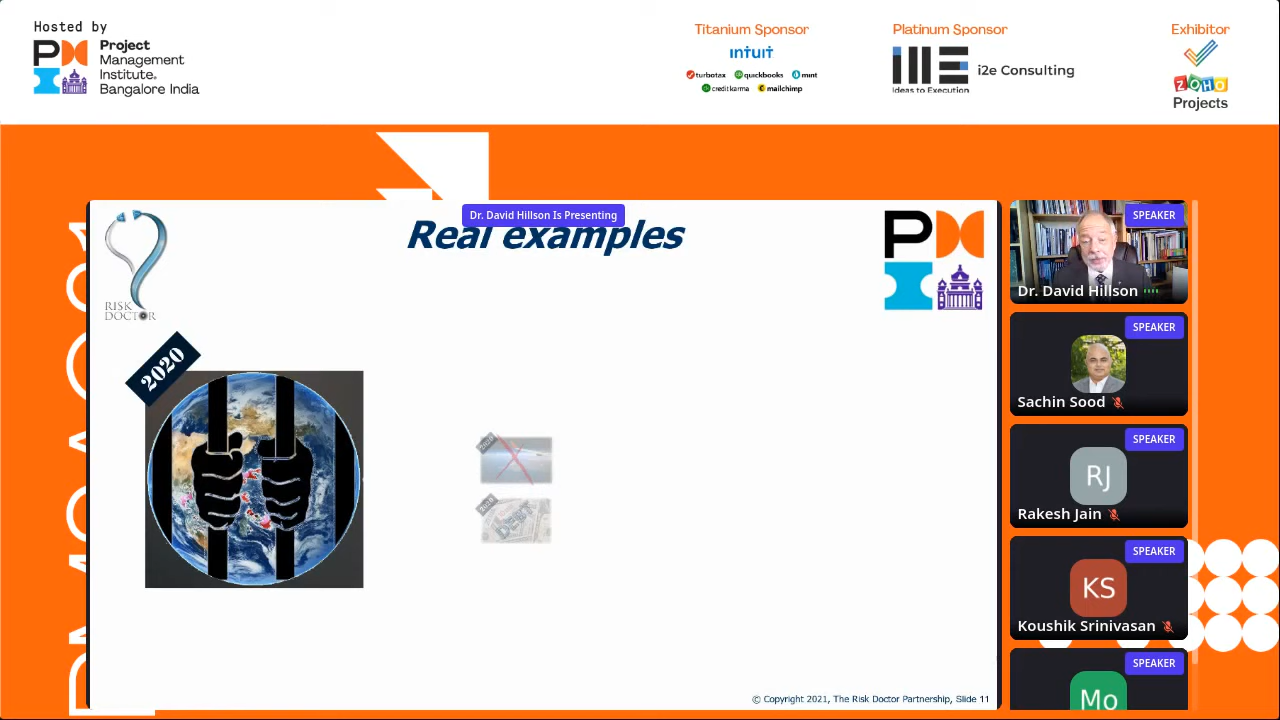 Hosted by
Project
Management
Institute.
Bangalore India
Titanium Sponsor
intuit
turbotax quickbooks mint
creditkarma mailchimp
Platinum Sponsor
i2e Consulting
Ideas to Execution
Exhibitor
ZOHO
Projects
Dr. David Hillson Is Presenting
Real examples
RISK
DOCTOR
2020
DEBT
© Copyright 2021, The Risk Doctor Partnership, Slide 11
SPEAKER
Dr. David Hillson
SPEAKER
Sachin Sood
SPEAKER
RJ
Rakesh Jain
SPEAKER
KS
Koushik Srinivasan
SPEAKER
Mo